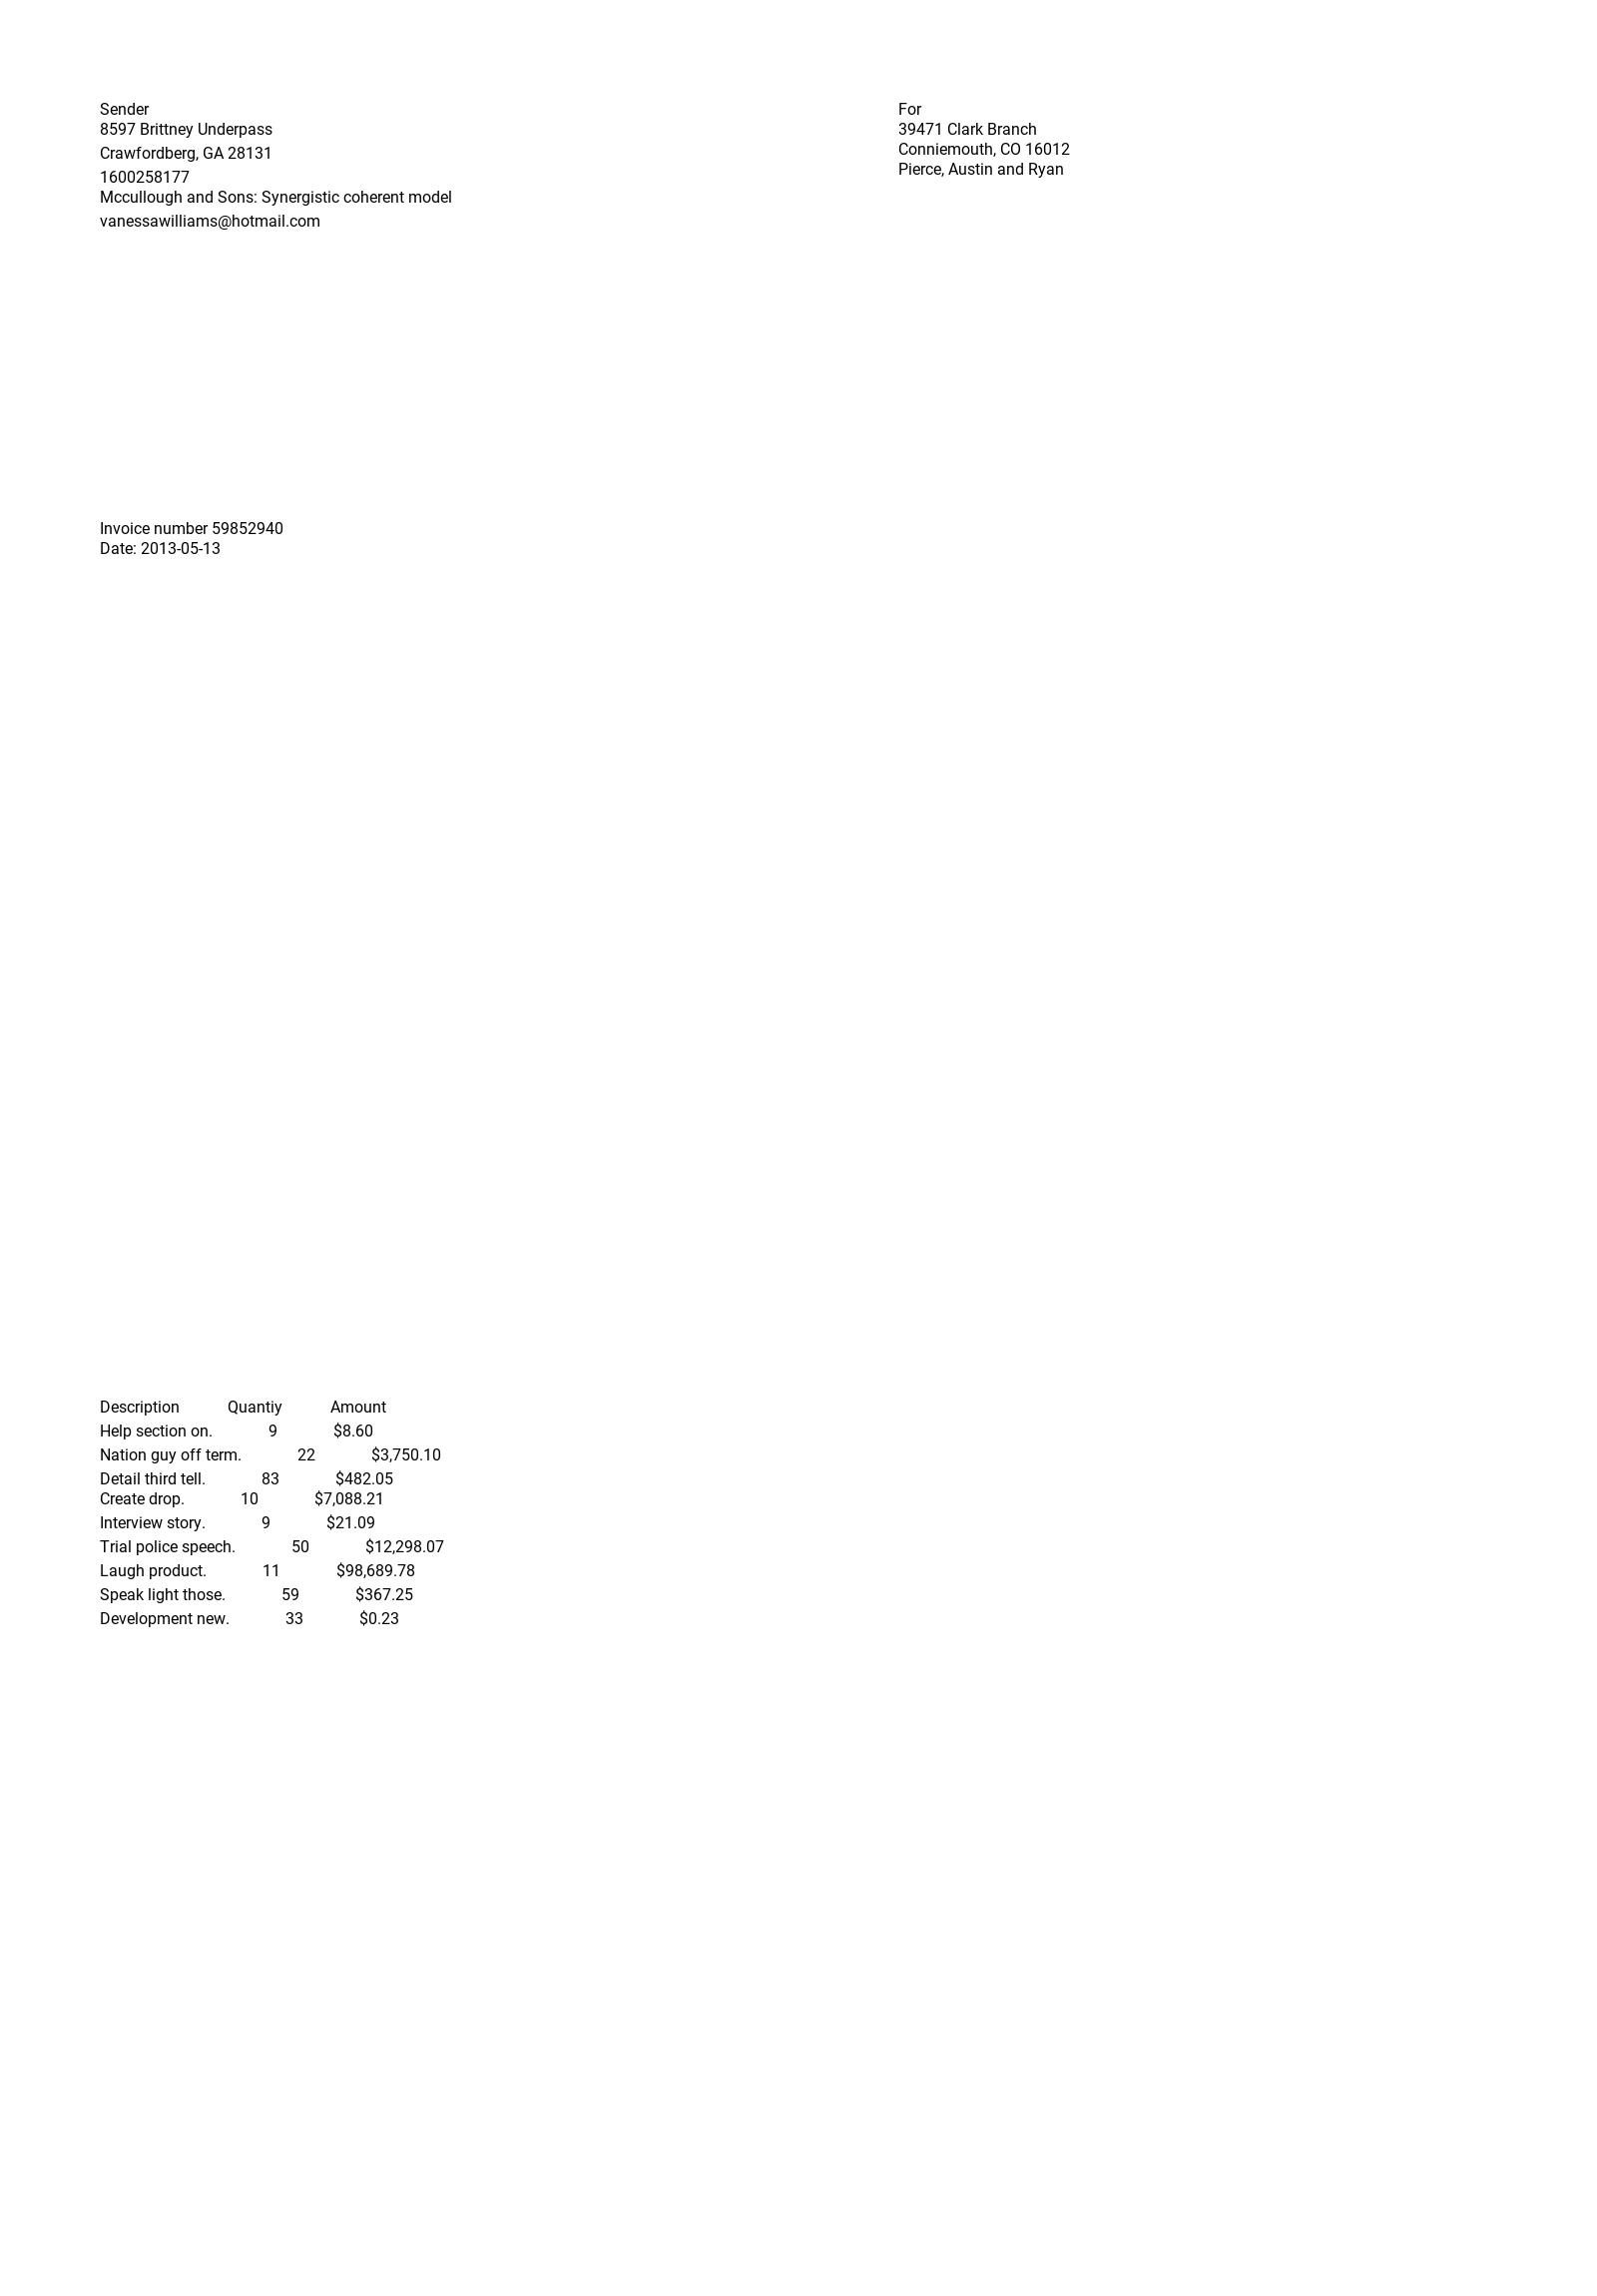 Sender
8597 Brittney Underpass
Crawfordberg, GA 28131
1600258177
Mccullough and Sons: Synergistic coherent model
vanessawilliams@hotmail.com
For
39471 Clark Branch
Conniemouth, CO 16012
Pierce, Austin and Ryan
Invoice number 59852940
Date: 2013-05-13
Description Quantiy Amount
Help section on. 9 $8.60
Nation guy off term. 22 $3,750.10
Detail third tell. 83 $482.05
Create drop. 10 $7,088.21
Interview story. 9 $21.09
Trial police speech. 50 $12,298.07
Laugh product. 11 $98,689.78
Speak light those. 59 $367.25
Development new. 33 $0.23